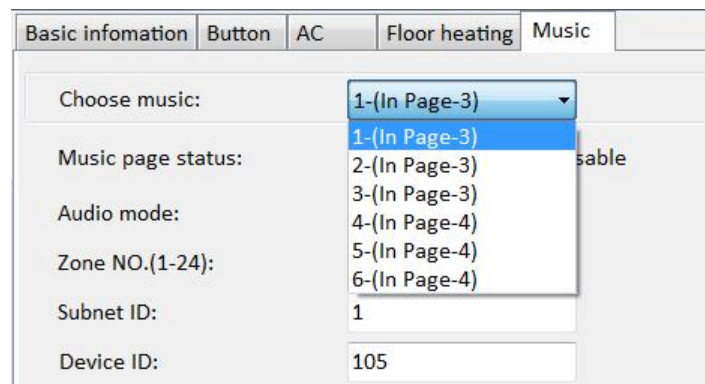 Basic infomation Button AC Floor heating Music
Choose music: 1-(In Page-3)
1-(In Page-3)
Music page status: 2-(In Page-3) sable
3-(In Page-3)
Audio mode: 4-(In Page-4)
Zone NO.(1-24): 5-(In Page-4)
6-(In Page-4)
Subnet ID: 1
Device ID: 105